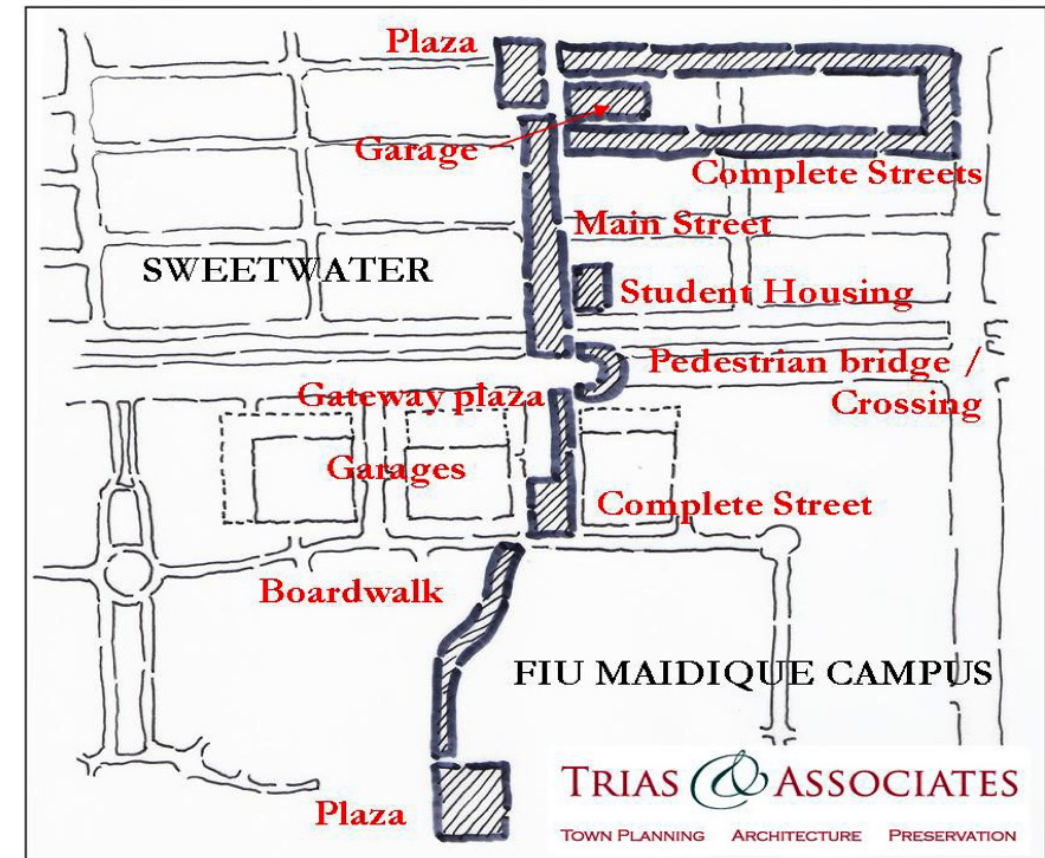 Plaza
Garage
Complete Streets
Main Street
SWEETWATER
Student Housing
Pedestrian bridge /
Crossing
Gateway plaza
Garages
Complete Street
Boardwalk
FIU MAIDIQUE CAMPUS
Plaza
TRIAS & ASSOCIATES
TOWN PLANNING ARCHITECTURE PRESERVATION